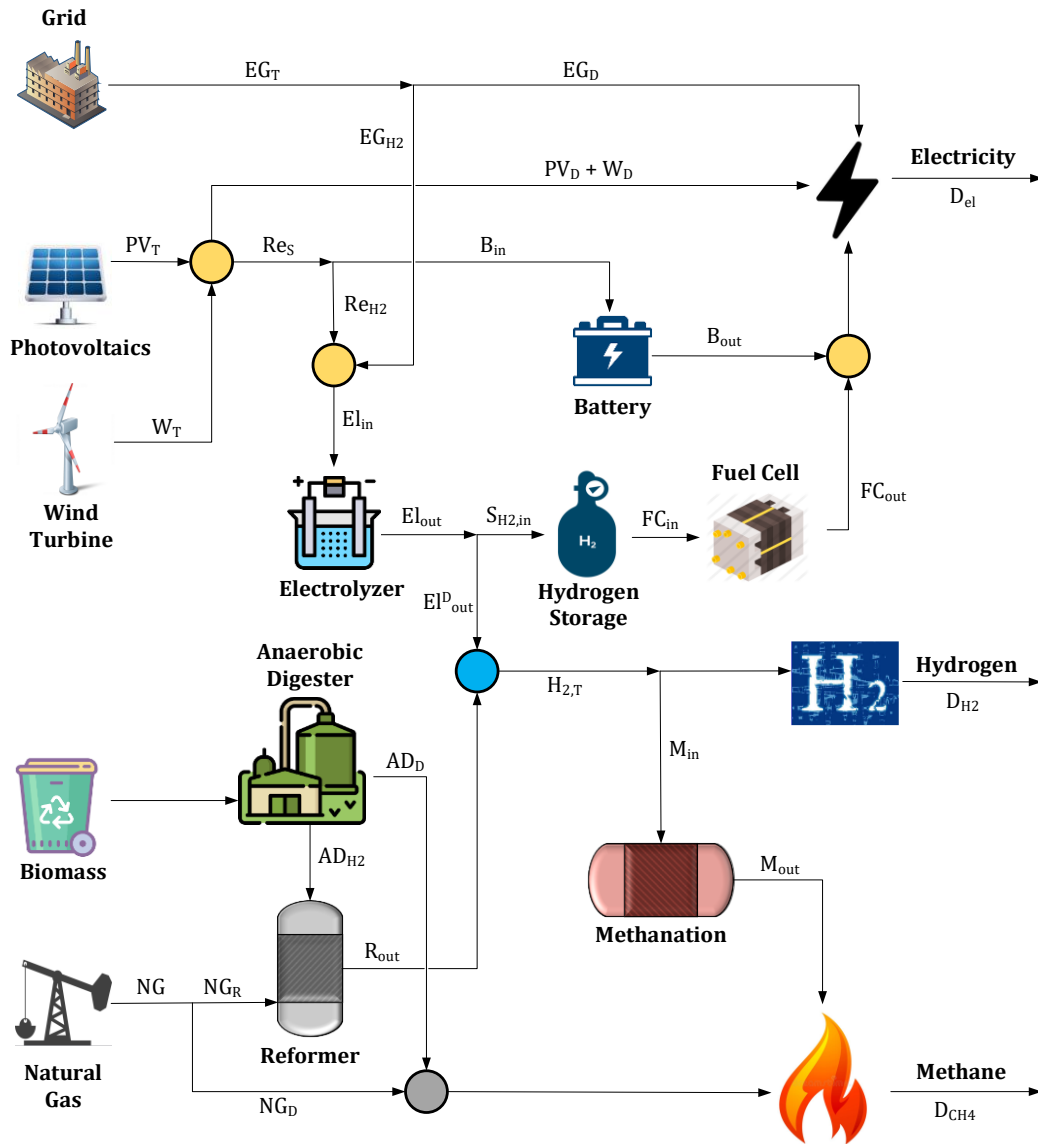 Grid
EG_T
EG_D
EG_H2
Electricity
PV_D + W_D
D_el
PV_T
Re_S
B_in
Re_H2
Photovoltaics
B_out
Battery
W_T
El_in
Fuel Cell
Wind
Turbine
+ −
El_out
S_H2,in
H₂
FC_in
FC_out
Electrolyzer
Hydrogen
Storage
El^D_out
Anaerobic
Digester
H_2,T
H₂
Hydrogen
D_H2
AD_D
M_in
Biomass
AD_H2
M_out
Methanation
R_out
NG
NG_R
Reformer
Natural
Gas
NG_D
Methane
D_CH4